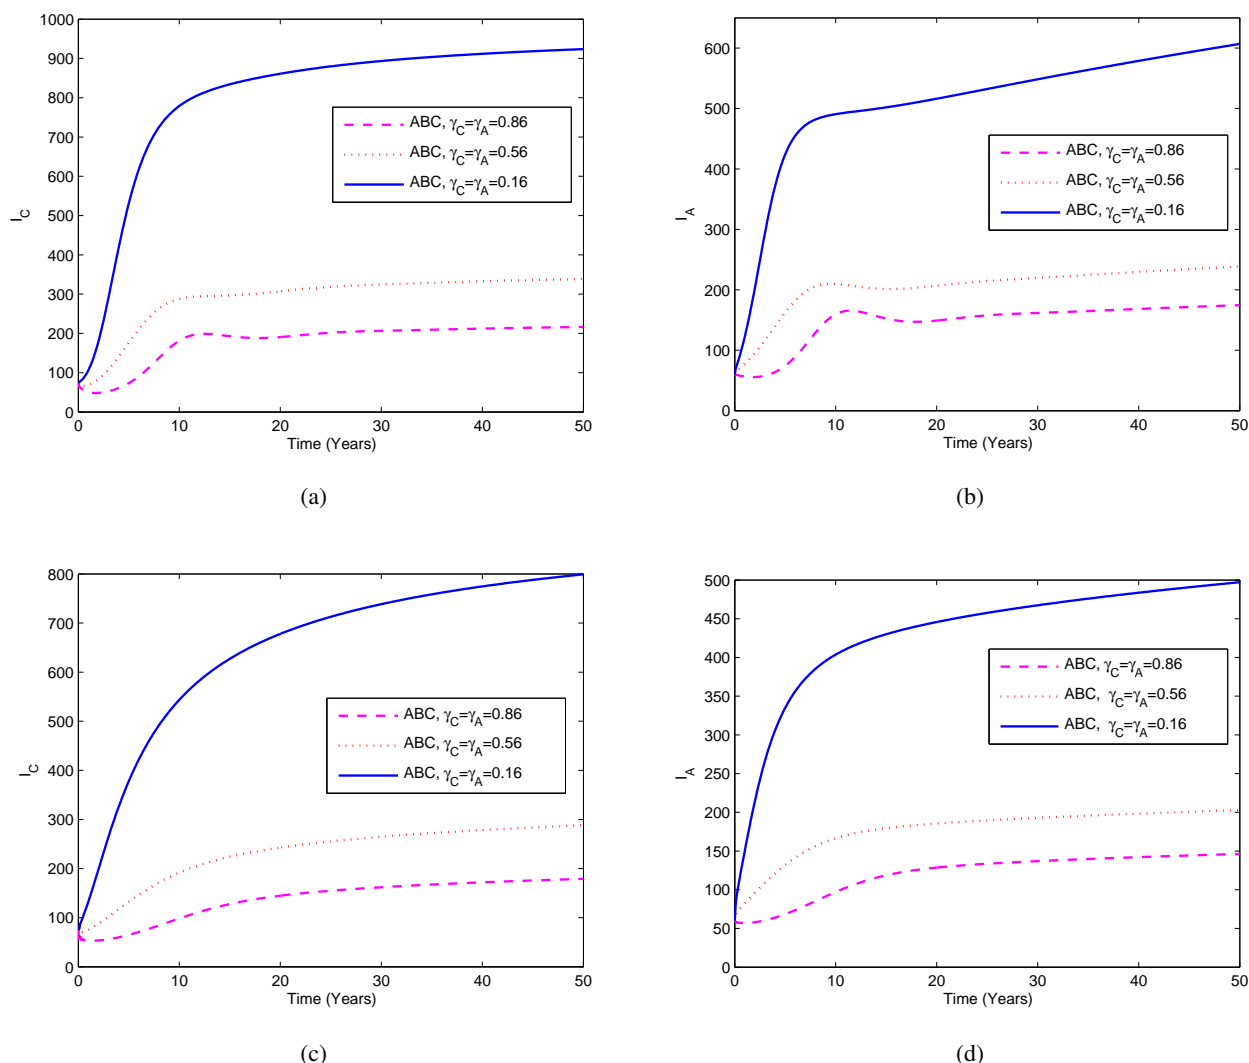 1000
900
800
700
600
500
400
300
200
100
0
I_C
ABC, γ_C=γ_A=0.86
ABC, γ_C=γ_A=0.56
ABC, γ_C=γ_A=0.16
0 10 20 30 40 50
Time (Years)
(a)
600
500
400
300
200
100
0
I_A
ABC, γ_C=γ_A=0.86
ABC, γ_C=γ_A=0.56
ABC, γ_C=γ_A=0.16
0 10 20 30 40 50
Time (Years)
(b)
800
700
600
500
400
300
200
100
0
I_C
ABC, γ_C=γ_A=0.86
ABC, γ_C=γ_A=0.56
ABC, γ_C=γ_A=0.16
0 10 20 30 40 50
Time (Years)
(c)
500
450
400
350
300
250
200
150
100
50
0
I_A
ABC, γ_C=γ_A=0.86
ABC, γ_C=γ_A=0.56
ABC, γ_C=γ_A=0.16
0 10 20 30 40 50
Time (Years)
(d)